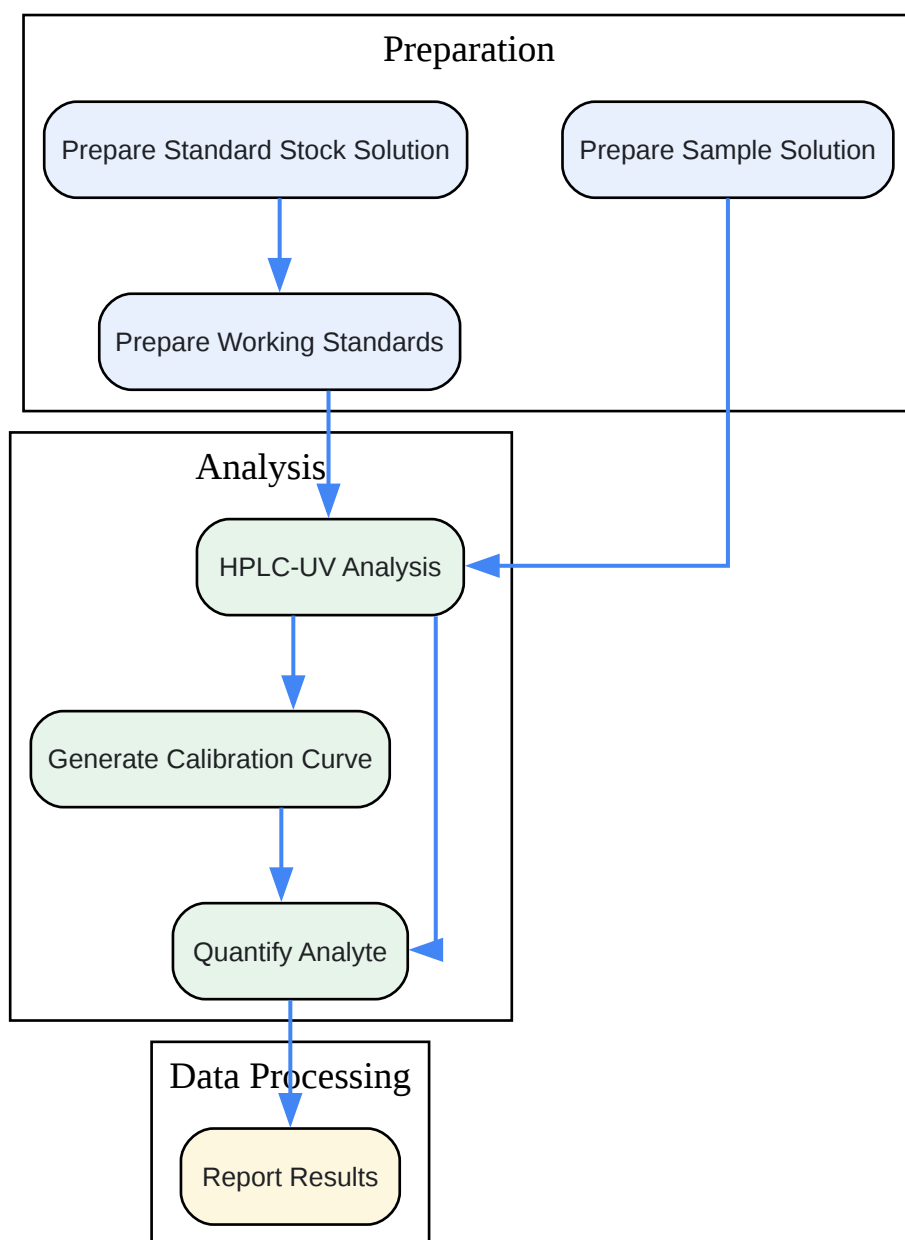 Preparation
Prepare Standard Stock Solution
Prepare Sample Solution
Prepare Working Standards
Analysis
HPLC-UV Analysis
Generate Calibration Curve
Quantify Analyte
Data Processing
Report Results